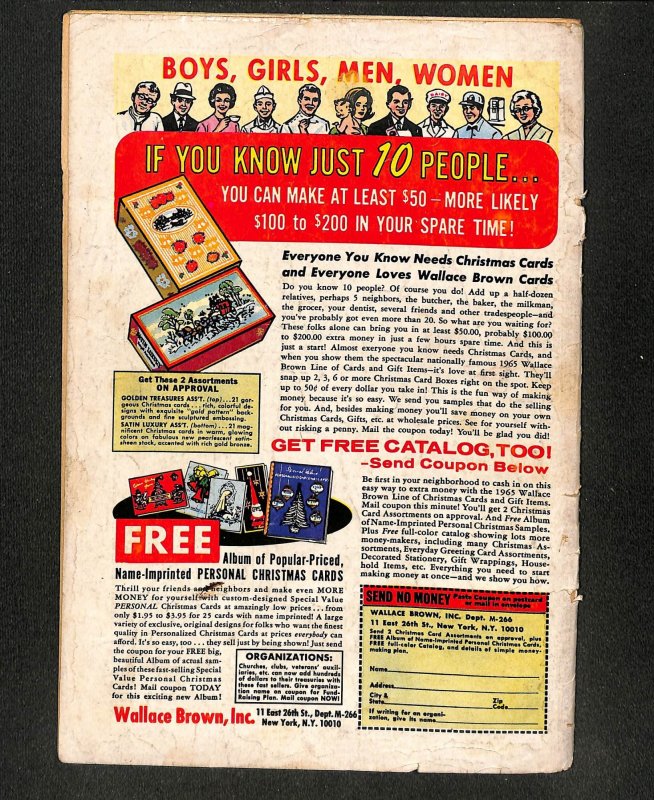 BOYS, GIRLS, MEN, WOMEN
DAIRY
IF YOU KNOW JUST 10 PEOPLE...
YOU CAN MAKE AT LEAST $50 – MORE LIKELY
$100 to $200 IN YOUR SPARE TIME!
Everyone You Know Needs Christmas Cards
and Everyone Loves Wallace Brown Cards
Do you know 10 people? Of course you do! Add up a half-dozen
relatives, perhaps 5 neighbors, the butcher, the baker, the milkman,
the grocer, your dentist, several friends and other tradespeople—and
you've probably got even more than 20. So what are you waiting for?
These folks alone can bring you in at least $50.00, probably $100.00
to $200.00 extra money in just a few hours spare time. And this is
just a start! Almost everyone you know needs Christmas Cards, and
when you show them the spectacular nationally famous 1965 Wallace
Brown Line of Cards and Gift Items—it's love at first sight. They'll
snap up 2, 3, 6 or more Christmas Card Boxes right on the spot. Keep
up to 50¢ of every dollar you take in! This is the fun way of making
money because it's so easy. We send you samples that do the selling
for you. And, besides making money you'll save money on your own
Christmas Cards, Gifts, etc. at wholesale prices. See for yourself with-
out risking a penny. Mail the coupon today! You'll be glad you did!
Get These 2 Assortments
ON APPROVAL
GOLDEN TREASURES ASS'T. (top)...21 gor-
geous Christmas cards...rich, colorful de-
signs with exquisite "gold pattern" back-
grounds and fine sculptured embossing.
SATIN LUXURY ASS'T. (bottom)...21 mag-
nificent Christmas cards in warm, glowing
colors on fabulous new pearlescent satin-
sheen stock, accented with rich gold bronze.
GET FREE CATALOG, TOO!
–Send Coupon Below
Be first in your neighborhood to cash in on this
easy way to extra money with the 1965 Wallace
Brown Line of Christmas Cards and Gift Items.
Mail coupon this minute! You'll get 2 Christmas
Card Assortments on approval. And Free Album
of Name-Imprinted Personal Christmas Samples.
Plus Free full-color catalog showing lots more
money-makers, including many Christmas As-
sortments, Everyday Greeting Card Assortments,
Decorated Stationery, Gift Wrappings, House-
hold Items, etc. Everything you need to start
making money at once—and we show you how.
FREE
Album of Popular-Priced,
Name-Imprinted PERSONAL CHRISTMAS CARDS
Thrill your friends and neighbors and make even MORE
MONEY for yourself with custom-designed Special Value
PERSONAL Christmas Cards at amazingly low prices...from
only $1.95 to $3.95 for 25 cards with name imprinted! A large
variety of exclusive, original designs for folks who want the finest
quality in Personalized Christmas Cards at prices everybody can
afford. It's so easy, too...they sell just by being shown! Just send
the coupon for your FREE big,
beautiful Album of actual sam-
ples of these fast-selling Special
Value Personal Christmas
Cards! Mail coupon TODAY
for this exciting new Album!
ORGANIZATIONS:
Churches, clubs, veterans' auxil-
iaries, etc. can now add hundreds
of dollars to their treasuries with
these fast sellers. Give organiza-
tion name on coupon for Fund-
Raising Plan. Mail coupon NOW!
Wallace Brown, Inc. 11 East 26th St., Dept. M-266
New York, N.Y. 10010
SEND NO MONEY Paste Coupon on postcard
or mail in envelope
WALLACE BROWN, INC. Dept. M-266
11 East 26th St., New York, N.Y. 10010
Send 2 Christmas Card Assortments on approval, plus
FREE Album of Name-Imprinted Personal Christmas Cards,
FREE full-color Catalog, and details of simple money-
making plan.
Name
Address
City &
State
Zip
Code
If writing for an organi-
zation, give its name